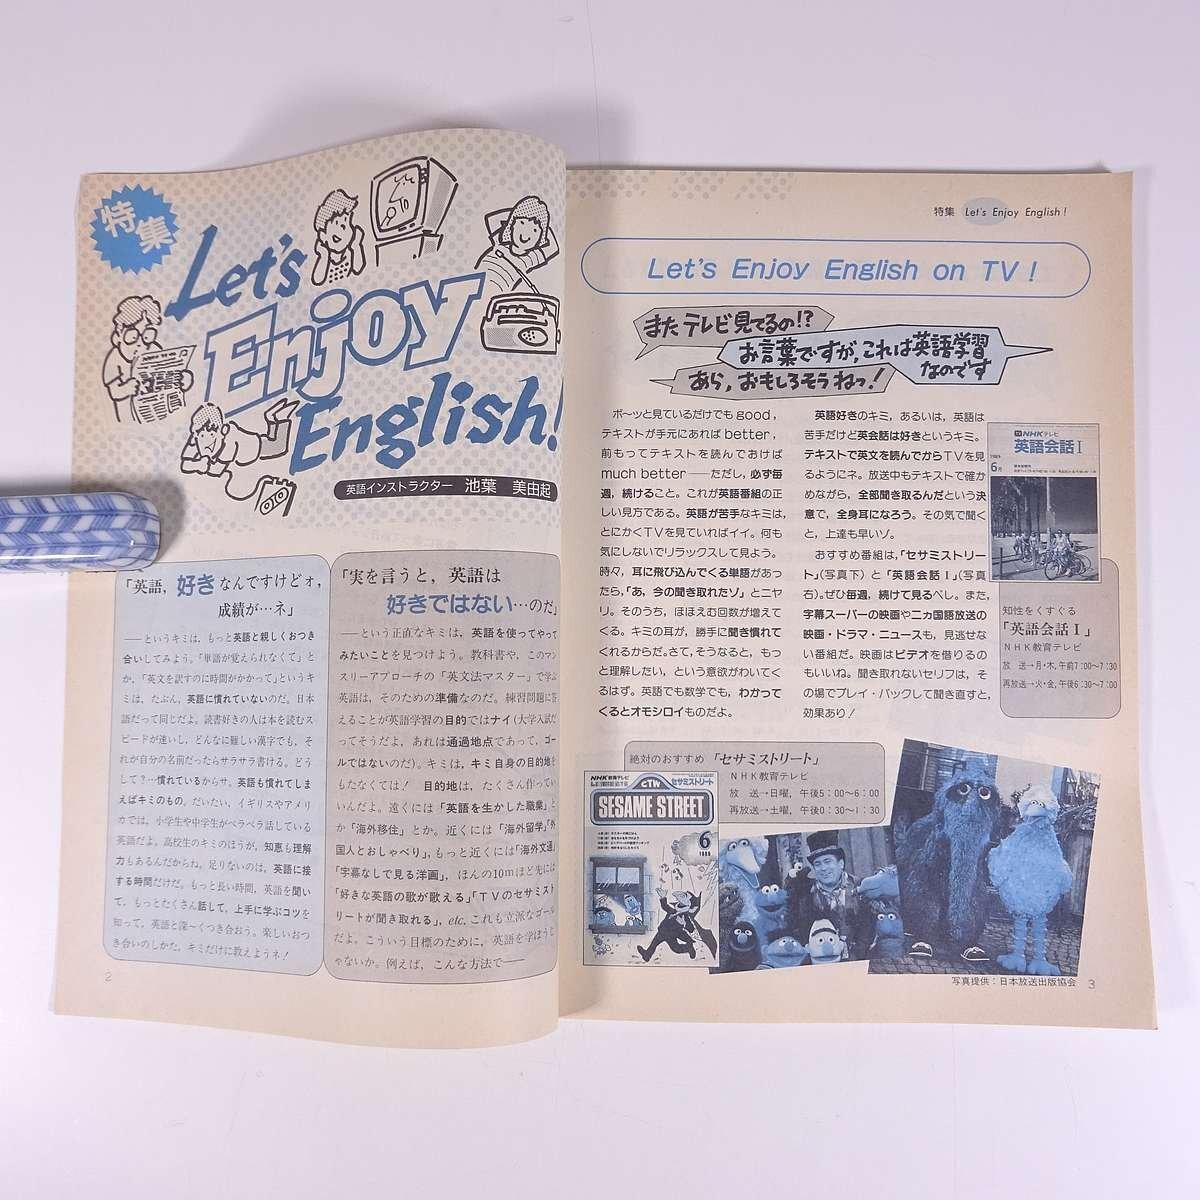 特集
Let's
Enjoy
English!
英語インストラクター 池葉 美由起
「英語，好きなんですけどォ，
成績が…ネ」
――というキミは，もっと英語と親しくおつき
合いしてみよう。「単語が覚えられなくて」と
か，「英文を訳すのに時間がかかって」というキ
ミは，たぶん，英語に慣れていないのだ。日本
語だって同じだよ。読書好きの人は本を読むス
ピードが速いし，どんなに難しい漢字でも，そ
れが自分の名前だったらサラサラ書ける。どう
して？…慣れているからサ。英語も慣れてしま
えばキミのもの。だいたい，イギリスやアメリ
カでは，小学生や中学生がペラペラ話している
英語だよ。高校生のキミのほうが，知恵も理解
力もあるんだからね。足りないのは，英語に接
する時間だけだ。もっと長い時間，英語を聞い
て，もっとたくさん話して，上手に学ぶコツを
知って，英語と深〜くつき合おう。楽しいおつ
き合いのしかた。キミだけに教えようネ！
「実を言うと，英語は
好きではない…のだ」
――という正直なキミは，英語を使ってやって
みたいことを見つけよう。教科書や，このマン
スリーアプローチの「英文法マスター」で学ぶ
英語は，そのための準備なのだ。練習問題に答
えることが英語学習の目的ではナイ(大学入試だ
ってそうだよ，あれは通過地点であって，ゴー
ルではないのだ)。キミは，キミ自身の目的地を
もたなくては！　目的地は，たくさん作ってい
いんだよ。遠くには「英語を生かした職業」と
か「海外移住」とか。近くには「海外留学」「外
国人とおしゃべり」，もっと近くには「海外文通」
「字幕なしで見る洋画」，ほんの10mほど先には
「好きな英語の歌が歌える」「TVのセサミスト
リートが聞き取れる」，etc. これも立派なゴール
だよ。こういう目標のために，英語を学ぼうじ
ゃないか。例えば，こんな方法で――
2
特集 Let's Enjoy English!
Let's Enjoy English on TV!
またテレビ見てるの!?
お言葉ですが，これは英語学習
なのです
あら，おもしろそうねっ！
ボ〜ッと見ているだけでも good，
テキストが手元にあれば better，
前もってテキストを読んでおけば
much better――ただし，必ず毎
週，続けること。これが英語番組の正
しい見方である。英語が苦手なキミは，
とにかくTVを見ていればイイ。何も
気にしないでリラックスして見よう。
時々，耳に飛び込んでくる単語があっ
たら，「あ，今の聞き取れたゾ」とニヤ
リ。そのうち，ほほえむ回数が増えて
くる。キミの耳が，勝手に聞き慣れて
くれるからだ。さて，そうなると，もっ
と理解したい，という意欲がわいてく
るはず。英語でも数学でも，わかって
くるとオモシロイものだよ。
英語好きのキミ，あるいは，英語は
苦手だけど英会話は好きというキミ。
テキストで英文を読んでからTVを見
るようにネ。放送中もテキストで確か
めながら，全部聞き取るんだという決
意で，全身耳になろう。その気で聞く
と，上達も早いゾ。
おすすめ番組は，「セサミストリー
ト」(写真下) と「英語会話Ⅰ」(写真
右)。ぜひ毎週，続けて見るべし。また，
字幕スーパーの映画や二カ国語放送の
映画・ドラマ・ニュースも，見逃せな
い番組だ。映画はビデオを借りるの
もいいね。聞き取れないセリフは，そ
の場でプレイ・バックして聞き直すと，
効果あり！
NHKテレビ
英語会話Ⅰ
1989
6月
知性をくすぐる
「英語会話Ⅰ」
NHK教育テレビ
放　送→月・木，午前7:00〜7:30
再放送→火・金，午後6:30〜7:00
絶対のおすすめ 「セサミストリート」
NHK教育テレビ
放　送→日曜，午後5:00〜6:00
再放送→土曜，午後0:30〜1:30
NHK教育テレビ
CTW
セサミストリート
SESAME STREET
6
1989
写真提供：日本放送出版協会
3